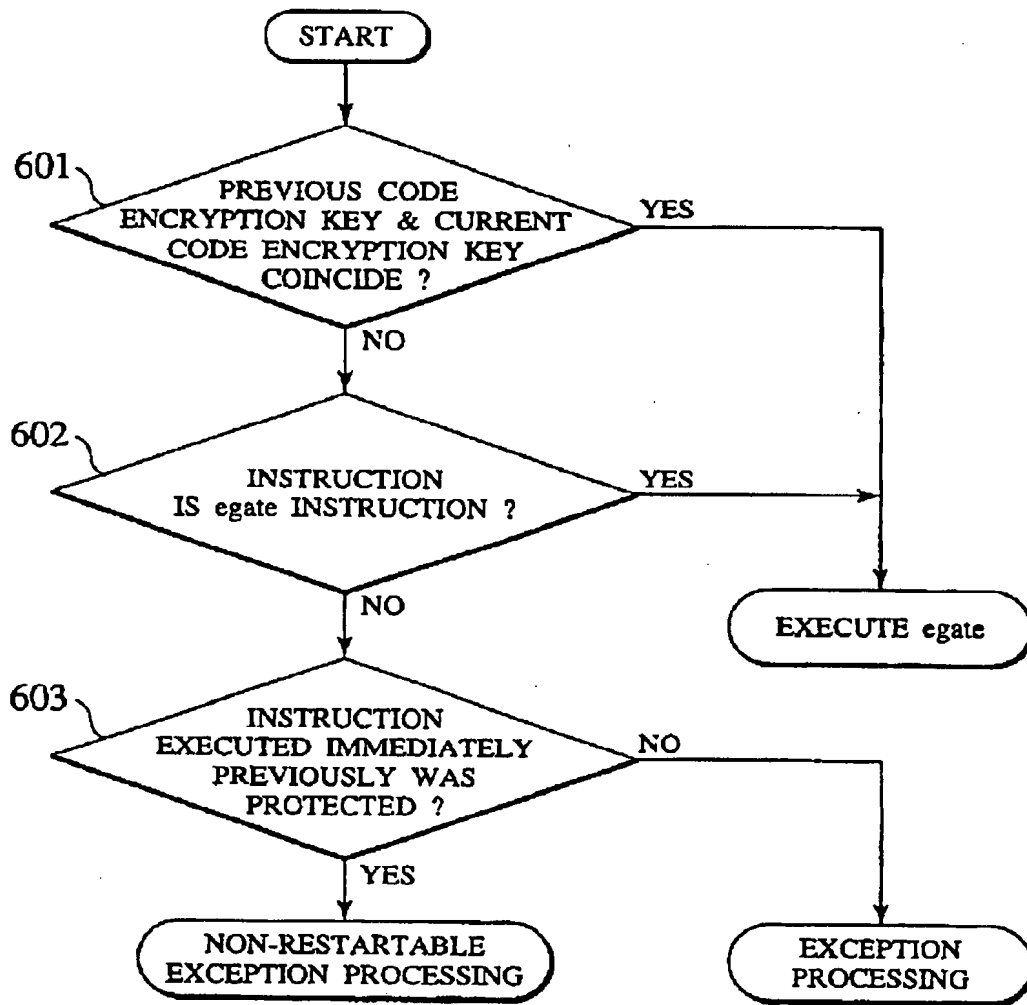 START
601
PREVIOUS CODE
ENCRYPTION KEY & CURRENT
CODE ENCRYPTION KEY
COINCIDE ?
YES
NO
602
INSTRUCTION
IS egate INSTRUCTION ?
YES
NO
EXECUTE egate
603
INSTRUCTION
EXECUTED IMMEDIATELY
PREVIOUSLY WAS
PROTECTED ?
NO
YES
NON-RESTARTABLE
EXCEPTION PROCESSING
EXCEPTION
PROCESSING